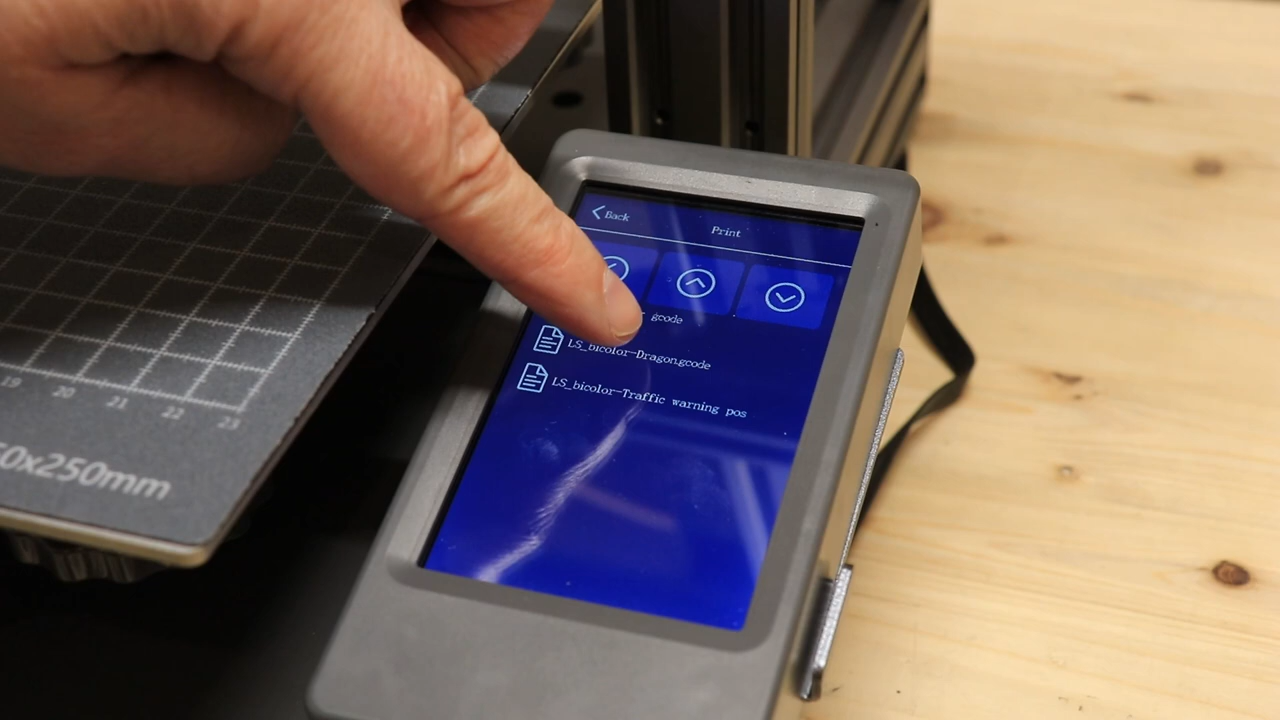 Back
Print
gcode
LS_bicolor-Dragon.gcode
LS_bicolor-Traffic warning pos
19 20 21 22 23
50x250mm